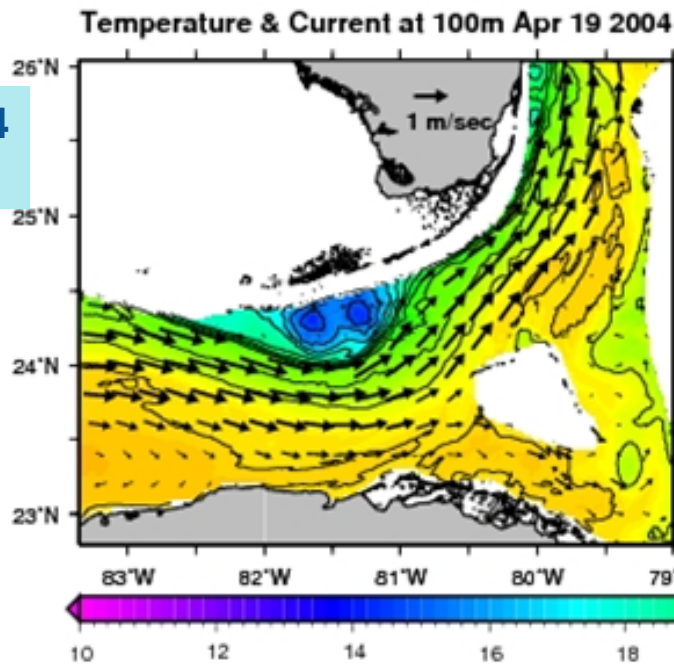 Temperature & Current at 100m Apr 19 2004
26°N
4
1 m/sec
25°N
24°N
23°N
83°W 82°W 81°W 80°W 79°
10 12 14 16 18